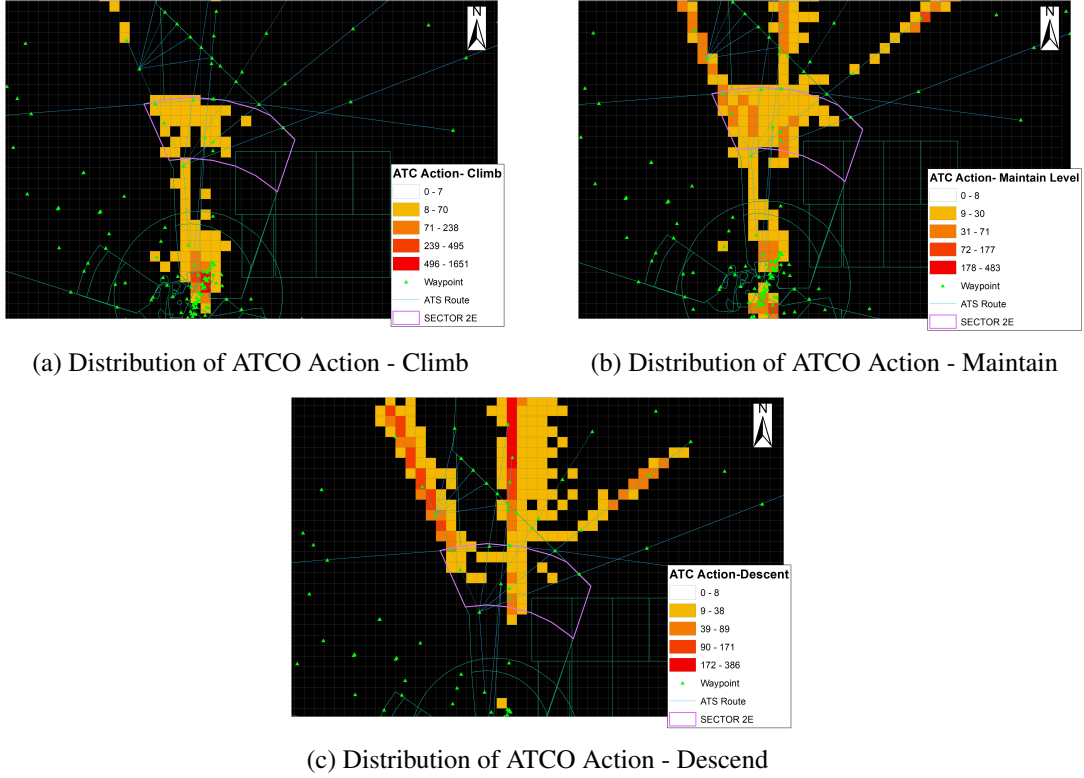 N
ATC Action- Climb
0 - 7
8 - 70
71 - 238
239 - 495
496 - 1651
Waypoint
ATS Route
SECTOR 2E
(a) Distribution of ATCO Action - Climb
N
ATC Action- Maintain Level
0 - 8
9 - 30
31 - 71
72 - 177
178 - 483
Waypoint
ATS Route
SECTOR 2E
(b) Distribution of ATCO Action - Maintain
N
ATC Action-Descent
0 - 8
9 - 38
39 - 89
90 - 171
172 - 386
Waypoint
ATS Route
SECTOR 2E
(c) Distribution of ATCO Action - Descend